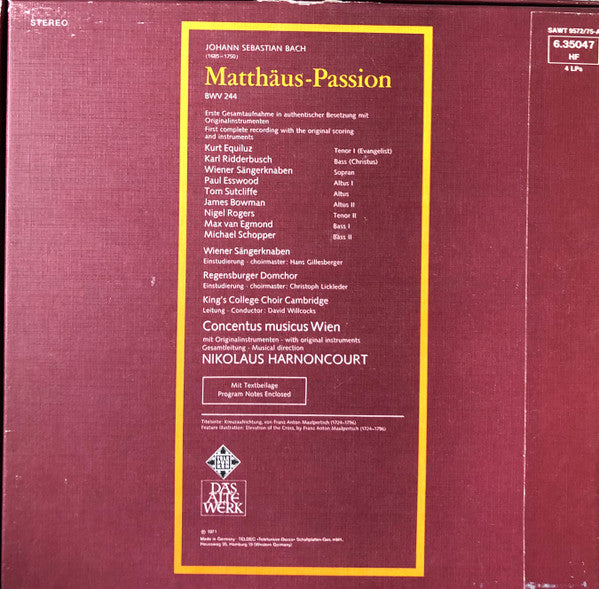 STEREO
SAWT 9572/75-A
6.35047
HF
4 LPs
JOHANN SEBASTIAN BACH
(1685–1750)
Matthäus-Passion
BWV 244
Erste Gesamtaufnahme in authentischer Besetzung mit
Originalinstrumenten
First complete recording with the original scoring
and instruments
Kurt Equiluz Tenor I (Evangelist)
Karl Ridderbusch Bass (Christus)
Wiener Sängerknaben Sopran
Paul Esswood Altus I
Tom Sutcliffe Altus
James Bowman Altus II
Nigel Rogers Tenor II
Max van Egmond Bass I
Michael Schopper Bass II
Wiener Sängerknaben
Einstudierung · choirmaster: Hans Gillesberger
Regensburger Domchor
Einstudierung · choirmaster: Christoph Lickleder
King's College Choir Cambridge
Leitung · Conductor: David Willcocks
Concentus musicus Wien
mit Originalinstrumenten · with original instruments
Gesamtleitung · Musical direction
NIKOLAUS HARNONCOURT
Mit Textbeilage
Program Notes Enclosed
Titelseite: Kreuzaufrichtung, von Franz Anton Maulpertsch (1724–1796)
Feature illustration: Elevation of the Cross, by Franz Anton Maulpertsch (1724–1796)
TELE
FUN
KEN
DAS
ALTE
WERK
℗ 1971
Made in Germany · TELDEC »Telefunken-Decca« Schallplatten-Ges. mbH,
Heussweg 25, Hamburg 19 (Western Germany)